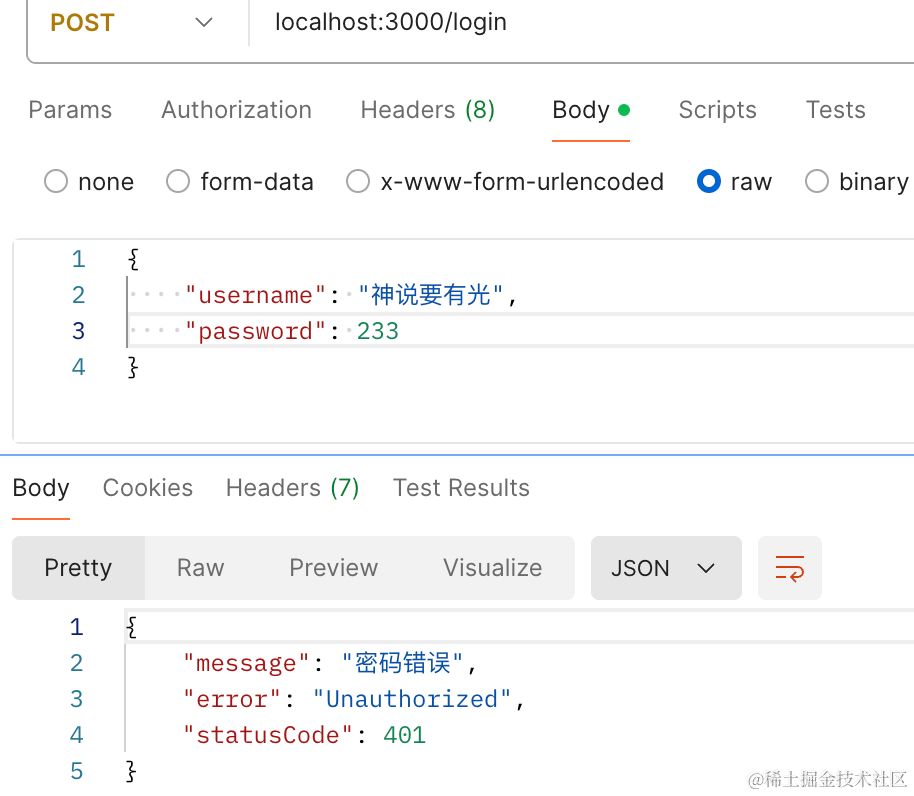 POST localhost:3000/login
Params Authorization Headers (8) Body Scripts Tests
none form-data x-www-form-urlencoded raw binary
1 {
2 ····"username":·"神说要有光",
3 ····"password":·233
4 }
Body Cookies Headers (7) Test Results
Pretty Raw Preview Visualize JSON
1 {
2 "message": "密码错误",
3 "error": "Unauthorized",
4 "statusCode": 401
5 }
@稀土掘金技术社区